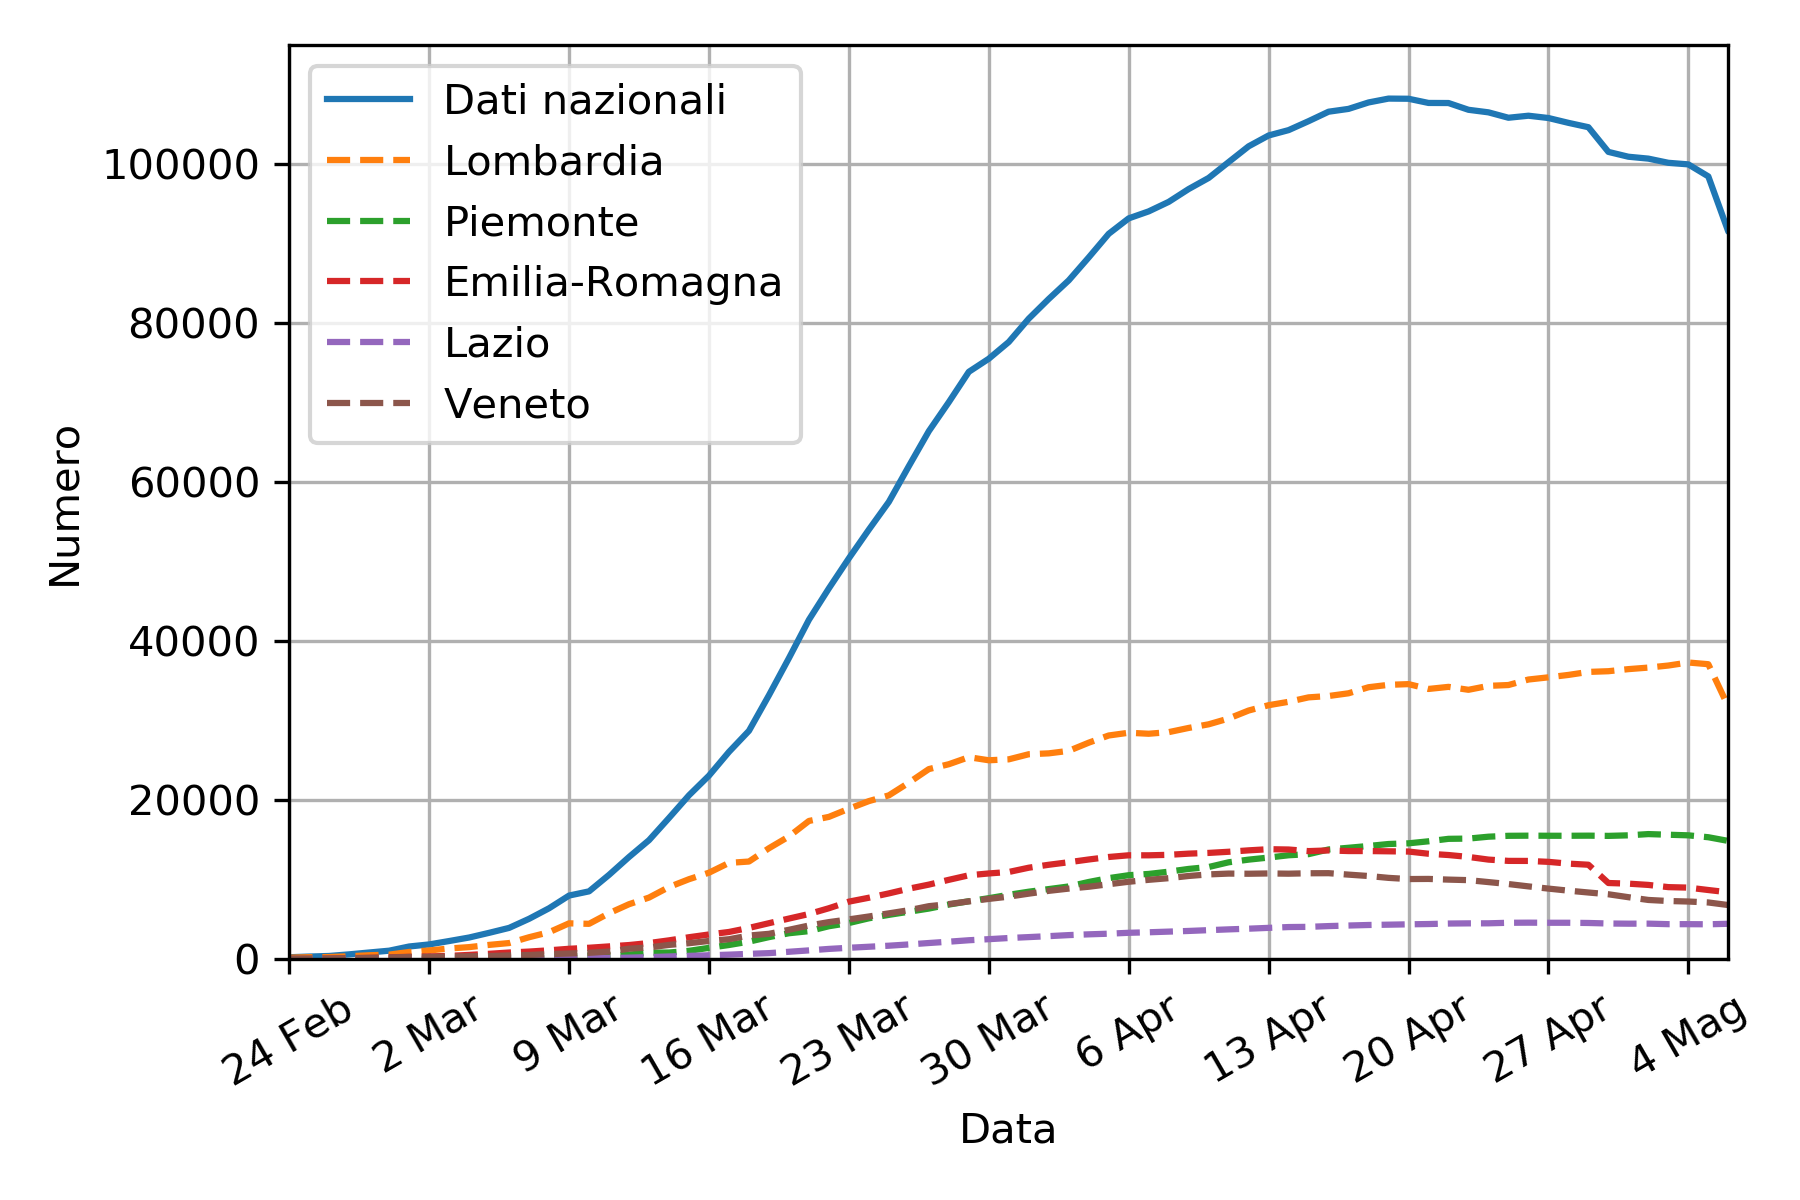 Dati nazionali
Lombardia
Piemonte
Emilia-Romagna
Lazio
Veneto
100000
80000
60000
40000
20000
0
Numero
24 Feb
2 Mar
9 Mar
16 Mar
23 Mar
30 Mar
6 Apr
13 Apr
20 Apr
27 Apr
4 Mag
Data